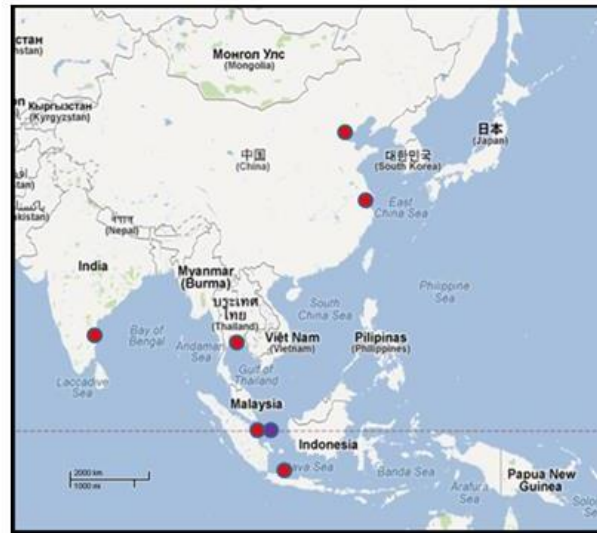 Монгол Улс
(Mongolia)
стан
stan
Кыргызстан
(Kyrgyzstan)
日本
(Japan)
中国
(China)
대한민국
(South Korea)
East
China Sea
(Nepal)
India
Myanmar
(Burma)
ประเทศ
ไทย
(Thailand)
Bay of
Bengal
Andaman
Sea
South
China Sea
Philippine
Sea
Việt Nam
(Vietnam)
Pilipinas
(Philippines)
Laccadive
Sea
Gulf of
Thailand
Malaysia
Indonesia
Java Sea
Banda Sea
Arafura
Sea
Papua New
Guinea
2000 km
1000 mi